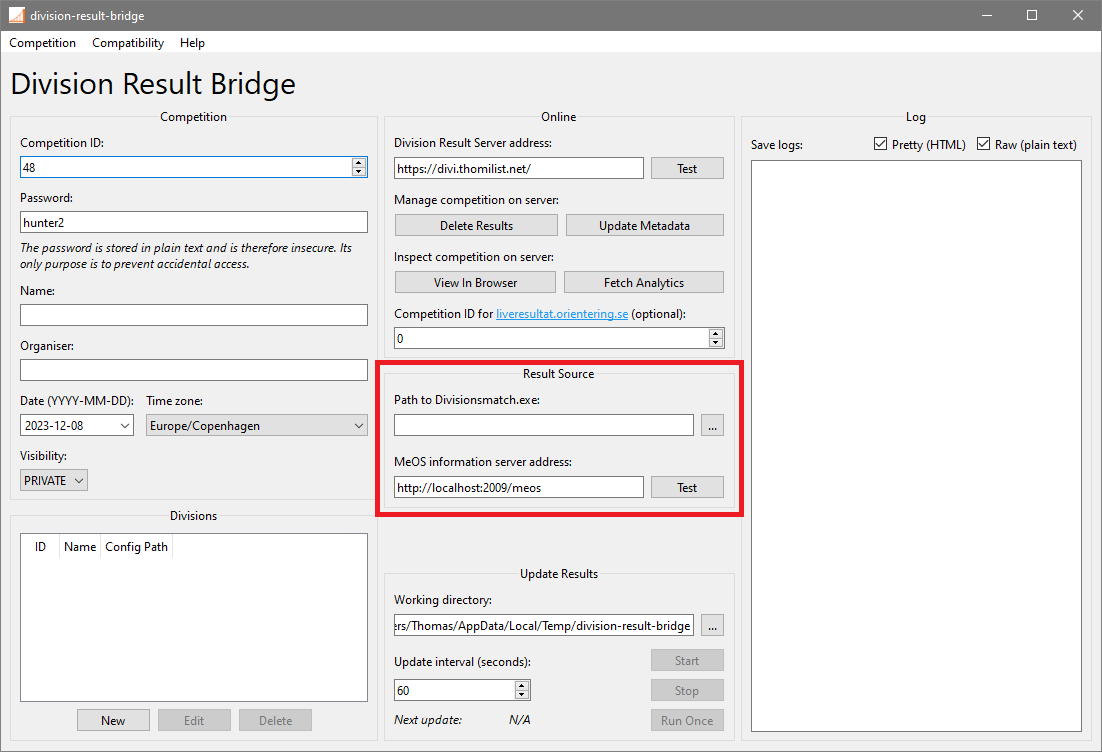 division-result-bridge
Competition Compatibility Help
Division Result Bridge
Competition
Competition ID:
48
Password:
hunter2
The password is stored in plain text and is therefore insecure. Its
only purpose is to prevent accidental access.
Name:
Organiser:
Date (YYYY-MM-DD): Time zone:
2023-12-08 Europe/Copenhagen
Visibility:
PRIVATE
Divisions
ID Name Config Path
New Edit Delete
Online
Division Result Server address:
https://divi.thomilist.net/ Test
Manage competition on server:
Delete Results Update Metadata
Inspect competition on server:
View In Browser Fetch Analytics
Competition ID for liveresultat.orientering.se (optional):
0
Result Source
Path to Divisionsmatch.exe:
...
MeOS information server address:
http://localhost:2009/meos Test
Update Results
Working directory:
ers/Thomas/AppData/Local/Temp/division-result-bridge ...
Update interval (seconds): Start
60 Stop
Next update: N/A Run Once
Log
Save logs: Pretty (HTML) Raw (plain text)